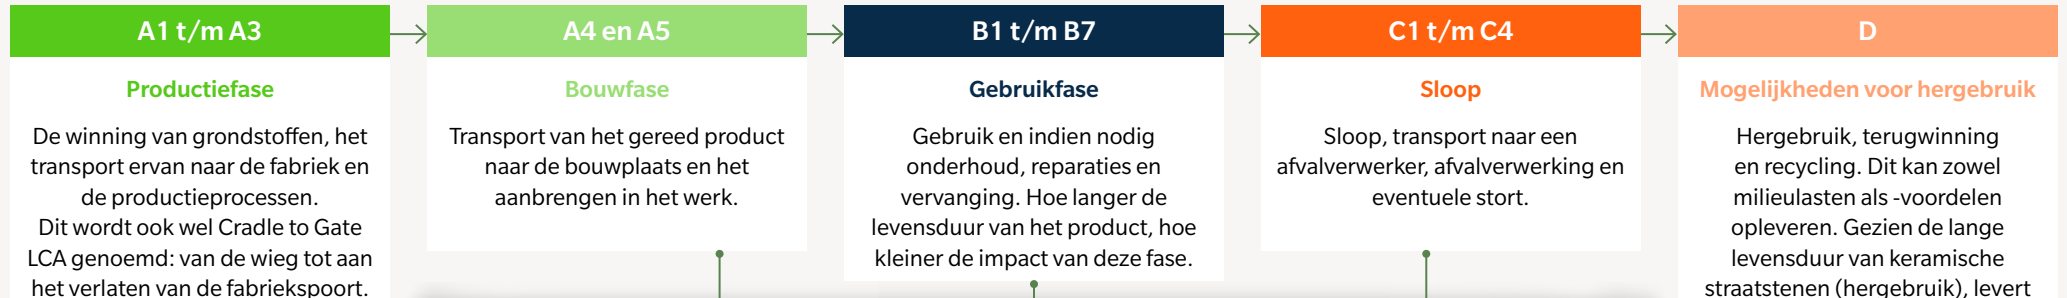 A1 t/m A3
Productiefase
De winning van grondstoffen, het
transport ervan naar de fabriek en
de productieprocessen.
Dit wordt ook wel Cradle to Gate
LCA genoemd: van de wieg tot aan
het verlaten van de fabriekspoort.
A4 en A5
Bouwfase
Transport van het gereed product
naar de bouwplaats en het
aanbrengen in het werk.
B1 t/m B7
Gebruikfase
Gebruik en indien nodig
onderhoud, reparaties en
vervanging. Hoe langer de
levensduur van het product, hoe
kleiner de impact van deze fase.
C1 t/m C4
Sloop
Sloop, transport naar een
afvalverwerker, afvalverwerking en
eventuele stort.
D
Mogelijkheden voor hergebruik
Hergebruik, terugwinning
en recycling. Dit kan zowel
milieulasten als -voordelen
opleveren. Gezien de lange
levensduur van keramische
straatstenen (hergebruik), levert